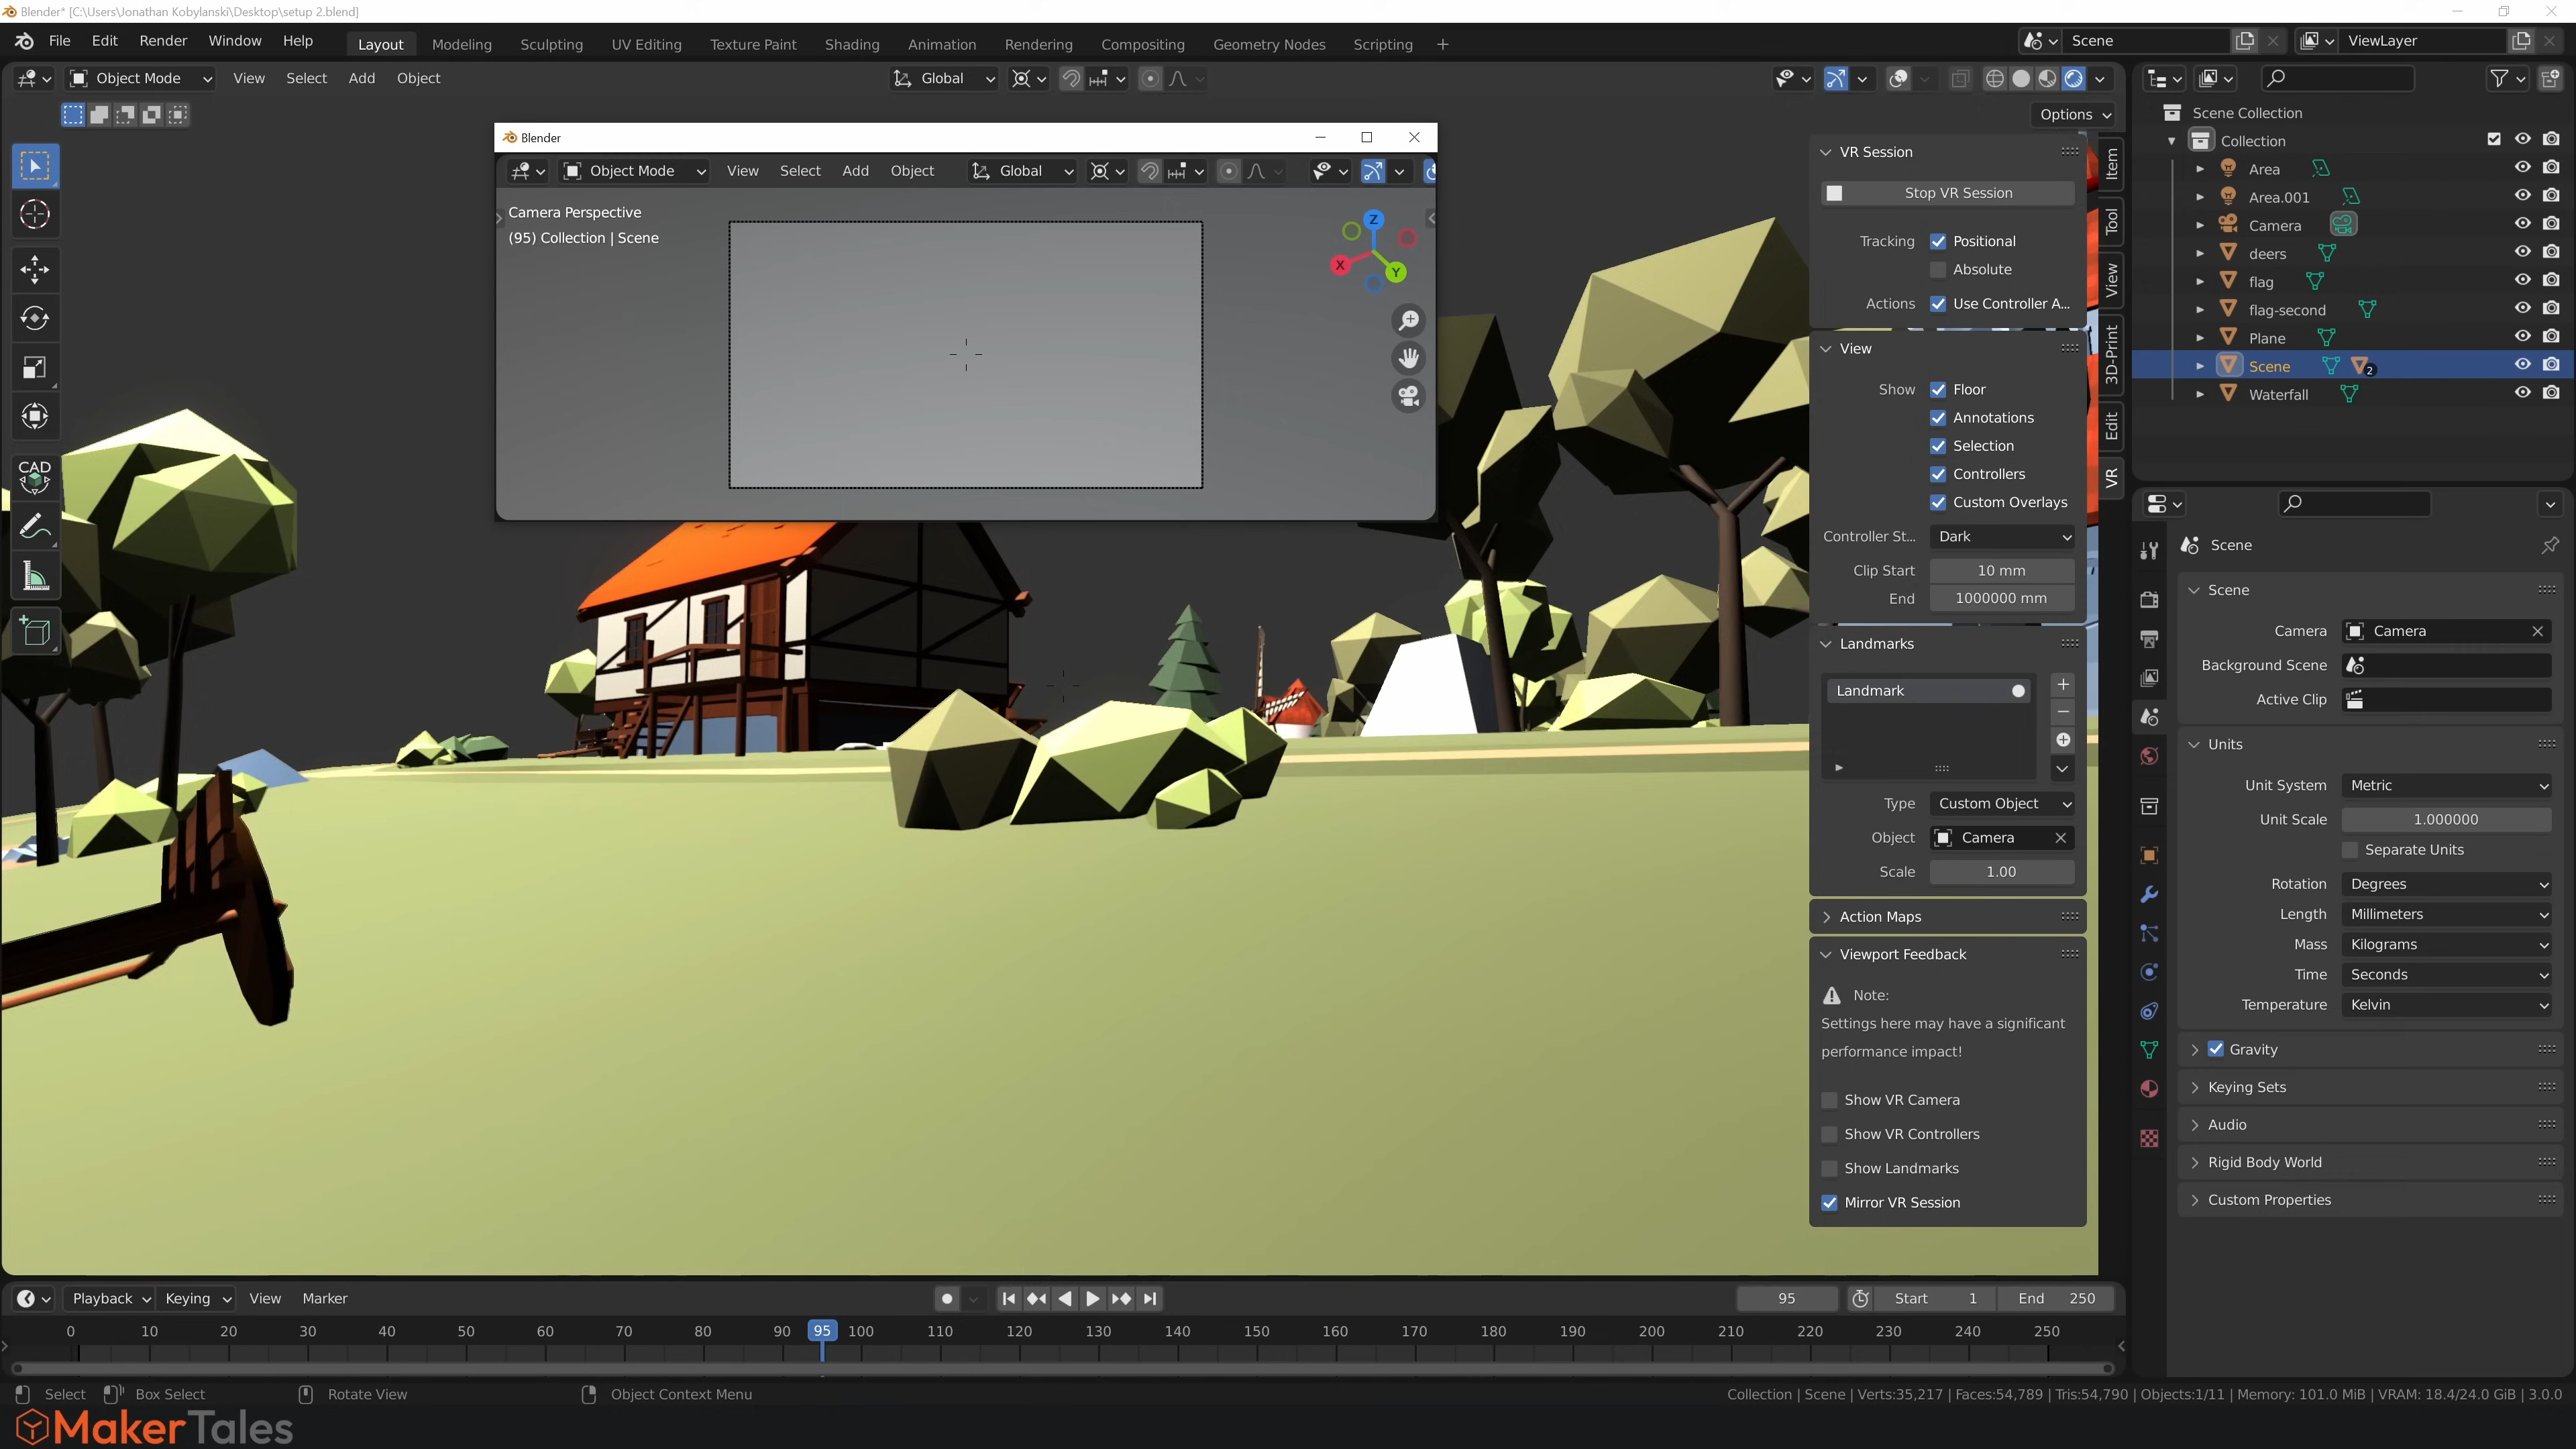 Blender* [C:\Users\Jonathan Kobylanski\Desktop\setup 2.blend]
File Edit Render Window Help Layout Modeling Sculpting UV Editing Texture Paint Shading Animation Rendering Compositing Geometry Nodes Scripting + Scene ViewLayer
Object Mode View Select Add Object Global
Options
Blender
Object Mode View Select Add Object Global
Camera Perspective
(95) Collection | Scene
Z
X
Y
CAD
VR Session
Stop VR Session
Tracking Positional
Absolute
Actions Use Controller A...
View
Show Floor
Annotations
Selection
Controllers
Custom Overlays
Controller St... Dark
Clip Start 10 mm
End 1000000 mm
Landmarks
Landmark
Type Custom Object
Object Camera
Scale 1.00
Action Maps
Viewport Feedback
Note:
Settings here may have a significant
performance impact!
Show VR Camera
Show VR Controllers
Show Landmarks
Mirror VR Session
Item
Tool
View
3D-Print
Edit
VR
Scene Collection
Collection
Area
Area.001
Camera
deers
flag
flag-second
Plane
Scene 2
Waterfall
Scene
Scene
Camera Camera
Background Scene
Active Clip
Units
Unit System Metric
Unit Scale 1.000000
Separate Units
Rotation Degrees
Length Millimeters
Mass Kilograms
Time Seconds
Temperature Kelvin
Gravity
Keying Sets
Audio
Rigid Body World
Custom Properties
Playback Keying View Marker 95 Start 1 End 250
0 10 20 30 40 50 60 70 80 90 95 100 110 120 130 140 150 160 170 180 190 200 210 220 230 240 250
Select Box Select Rotate View Object Context Menu Collection | Scene | Verts:35,217 | Faces:54,789 | Tris:54,790 | Objects:1/11 | Memory: 101.0 MiB | VRAM: 18.4/24.0 GiB | 3.0.0
MakerTales